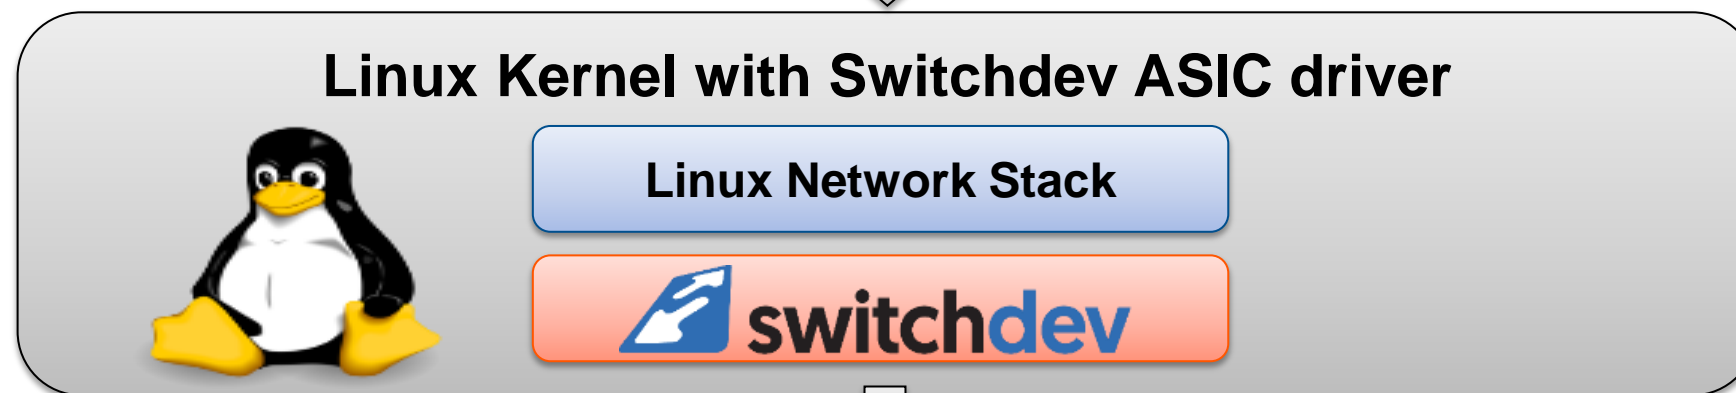 Linux Kernel with Switchdev ASIC driver
Linux Network Stack
switchdev